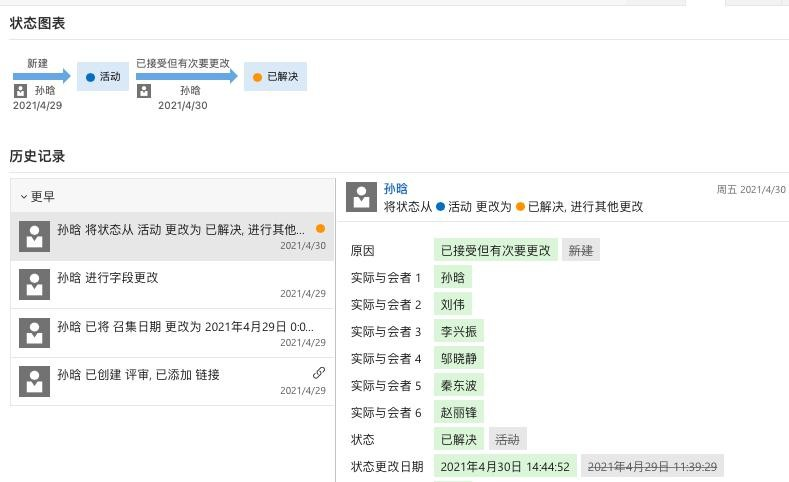 状态图表
新建
孙晗
2021/4/29
活动
已接受但有次要更改
孙晗
2021/4/30
已解决
历史记录
更早
孙晗 将状态从 活动 更改为 已解决, 进行其他...
2021/4/30
孙晗 进行字段更改
2021/4/29
孙晗 已将 召集日期 更改为 2021年4月29日 0:0...
2021/4/29
孙晗 已创建 评审, 已添加 链接
2021/4/29
孙晗
周五 2021/4/30
将状态从 活动 更改为 已解决, 进行其他更改
原因 已接受但有次要更改 新建
实际与会者 1 孙晗
实际与会者 2 刘伟
实际与会者 3 李兴振
实际与会者 4 邬晓静
实际与会者 5 秦东波
实际与会者 6 赵丽锋
状态 已解决 活动
状态更改日期 2021年4月30日 14:44:52 2021年4月29日 11:39:29